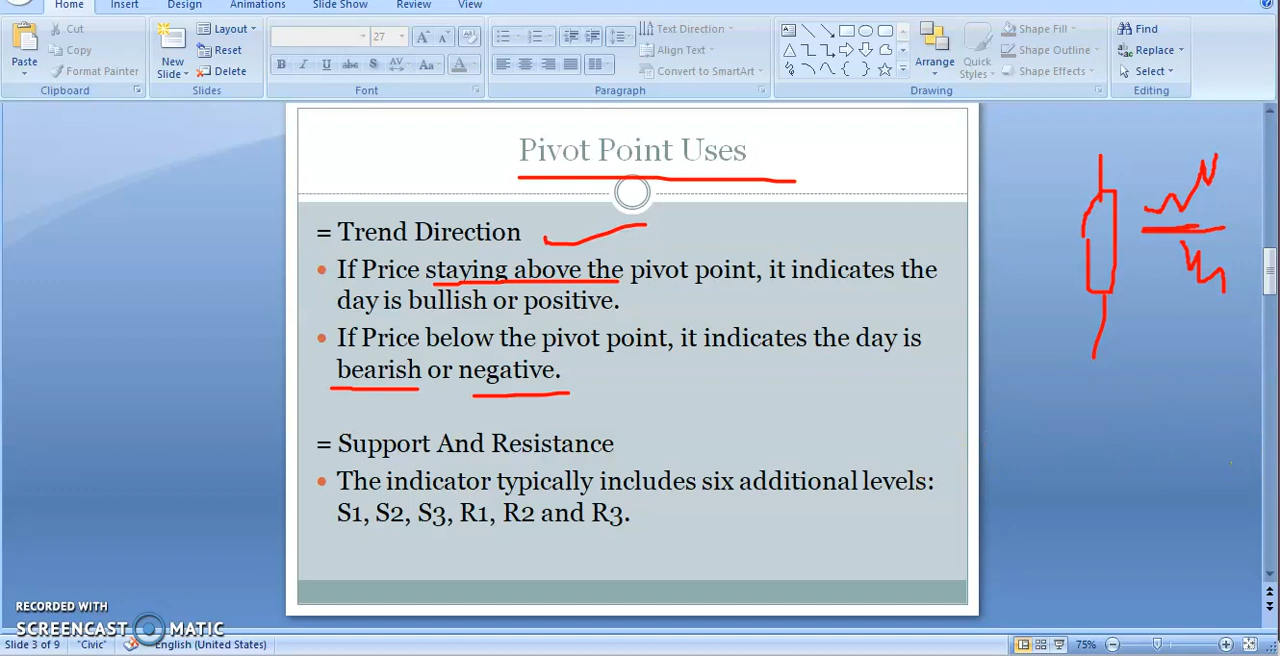 Home Insert Design Animations Slide Show Review View
Paste
Cut
Copy
Format Painter
Clipboard
New
Slide
Layout
Reset
Delete
Slides
27
B I U abc S AV Aa A
Font
Text Direction
Align Text
Convert to SmartArt
Paragraph
Arrange
Quick
Styles
Shape Fill
Shape Outline
Shape Effects
Drawing
Find
Replace
Select
Editing
Pivot Point Uses
= Trend Direction
• If Price staying above the pivot point, it indicates the
day is bullish or positive.
• If Price below the pivot point, it indicates the day is
bearish or negative.
= Support And Resistance
• The indicator typically includes six additional levels:
S1, S2, S3, R1, R2 and R3.
RECORDED WITH
SCREENCAST MATIC
Slide 3 of 9 "Civic" English (United States) 75%